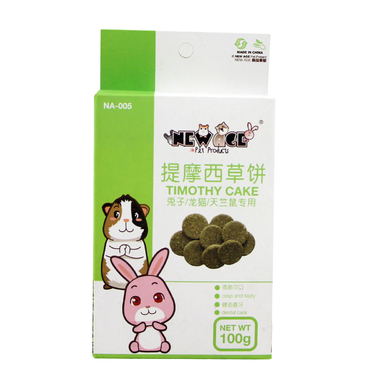 MADE IN CHINA
NA-005
NEW AGE
Pet Products
®
提摩西草饼
TIMOTHY CAKE
兔子/龙猫/天竺鼠专用
crisp and tasty
dental care
NET WT
100g